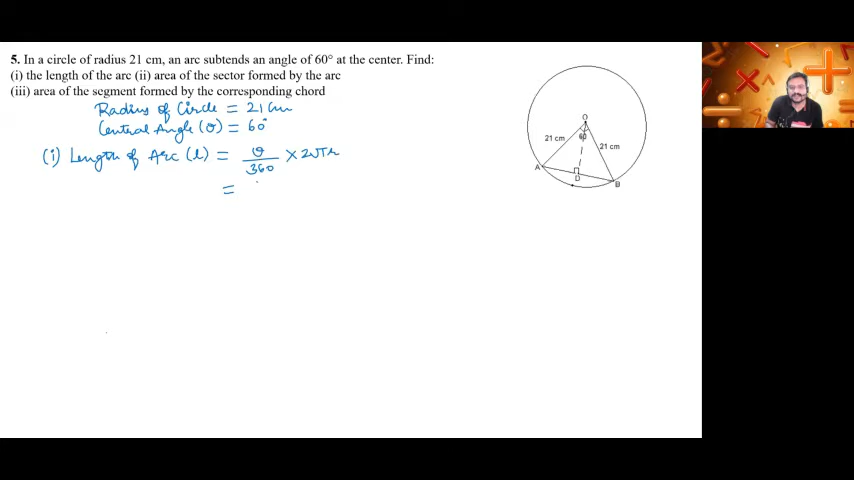 5. In a circle of radius 21 cm, an arc subtends an angle of 60° at the center. Find:
(i) the length of the arc (ii) area of the sector formed by the arc
(iii) area of the segment formed by the corresponding chord
Radius of Circle = 21 cm
Central Angle (θ) = 60°
(i) Length of Arc (l) = θ/360 × 2πr
=
O
60
21 cm
21 cm
A
D
B